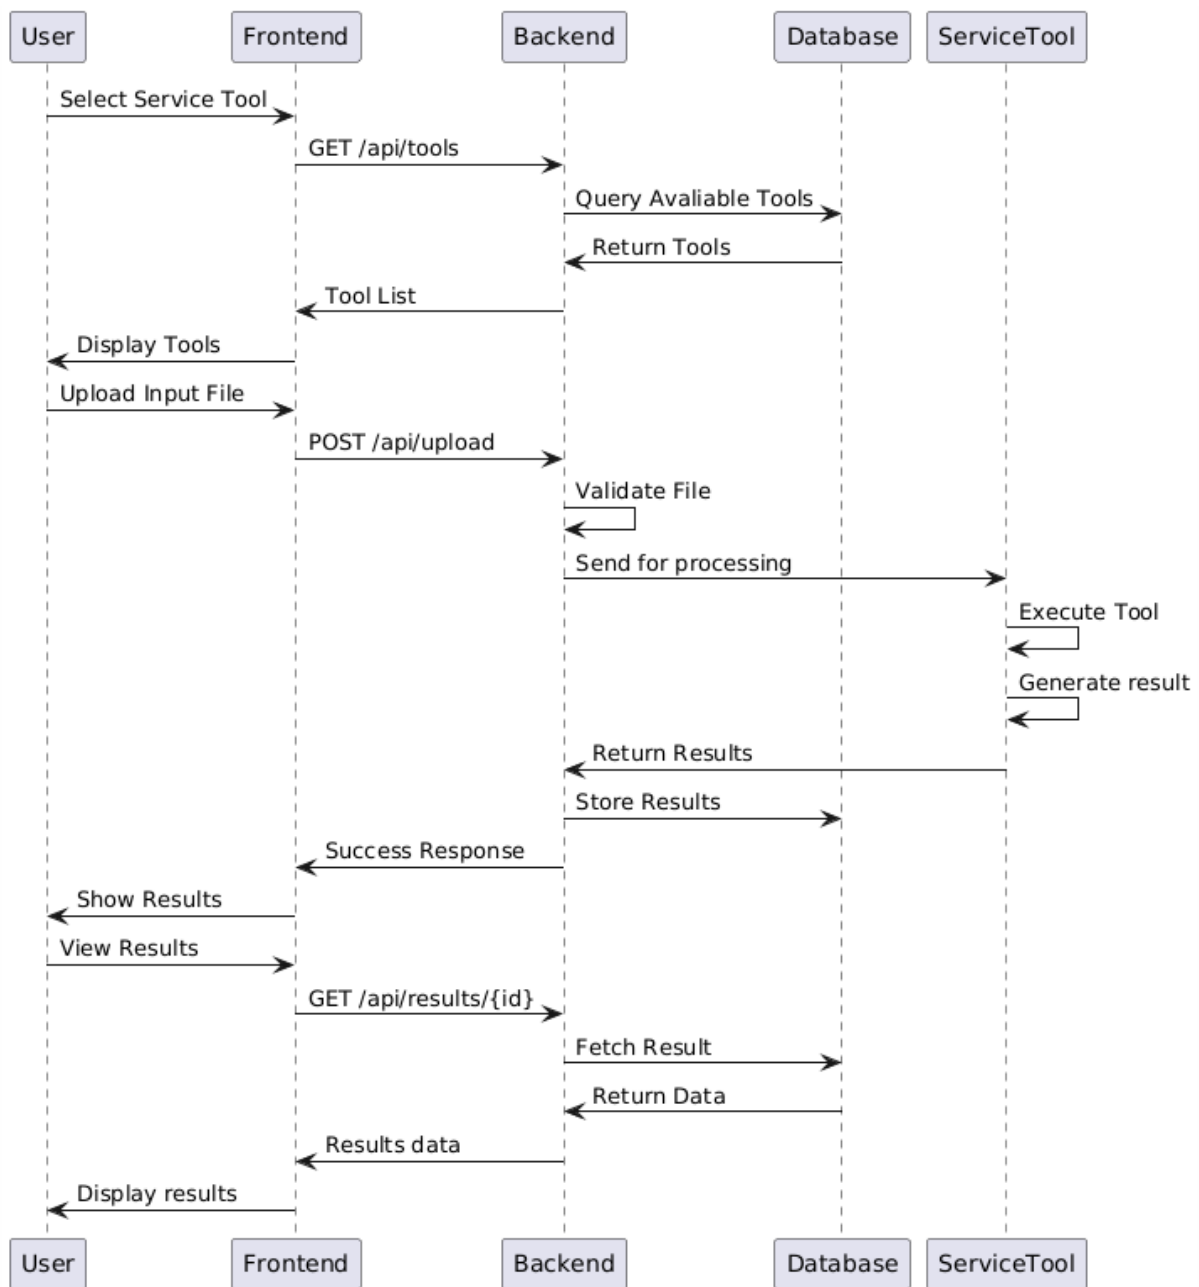 User Frontend Backend Database ServiceTool
Select Service Tool
GET /api/tools
Query Avaliable Tools
Return Tools
Tool List
Display Tools
Upload Input File
POST /api/upload
Validate File
Send for processing
Execute Tool
Generate result
Return Results
Store Results
Success Response
Show Results
View Results
GET /api/results/{id}
Fetch Result
Return Data
Results data
Display results
User Frontend Backend Database ServiceTool